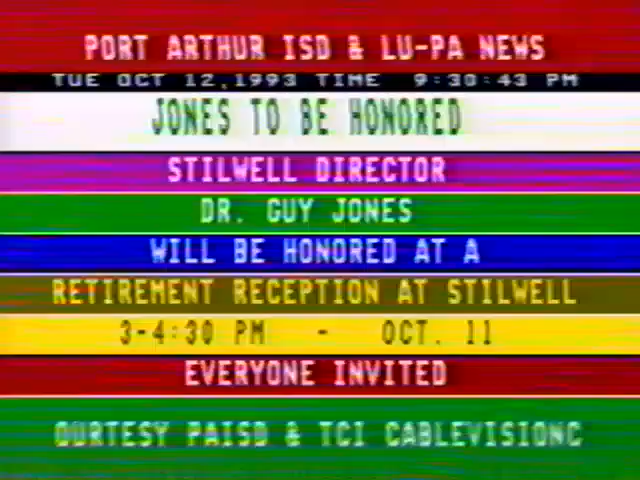 PORT ARTHUR ISD & LU-PA NEWS
TUE OCT 12,1993 TIME 9:30:43 PM
JONES TO BE HONORED
STILWELL DIRECTOR
DR. GUY JONES
WILL BE HONORED AT A
RETIREMENT RECEPTION AT STILWELL
3-4:30 PM - OCT. 11
EVERYONE INVITED
OURTESY PAISD & TCI CABLEVISIONC